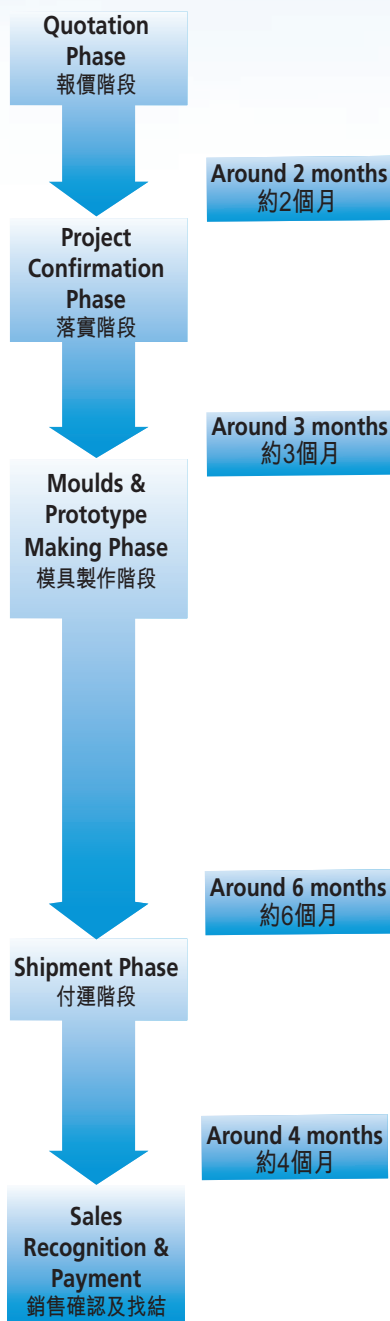 Quotation
Phase
報價階段
Around 2 months
約2個月
Project
Confirmation
Phase
落實階段
Around 3 months
約3個月
Moulds &
Prototype
Making Phase
模具製作階段
Around 6 months
約6個月
Shipment Phase
付運階段
Around 4 months
約4個月
Sales
Recognition &
Payment
銷售確認及找結